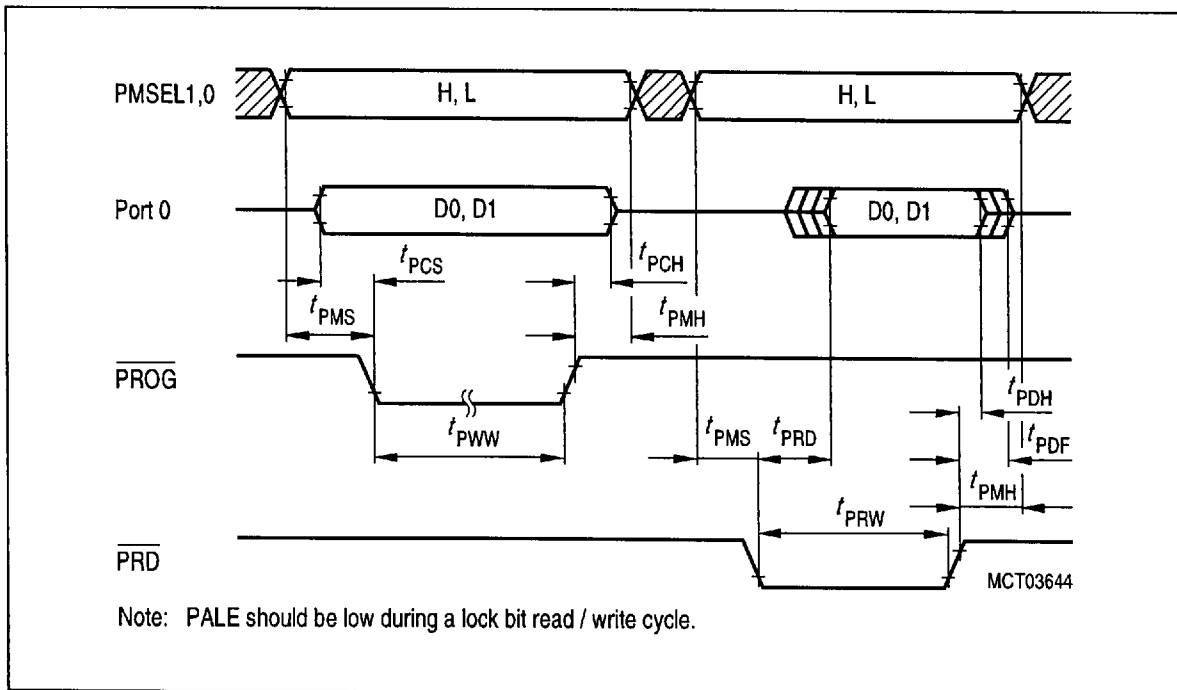 PMSEL1,0
H, L
H, L
Port 0
D0, D1
D0, D1
tPCS
tPCH
tPMS
tPMH
PROG
tPWW
tPMS
tPRD
tPDH
tPDF
tPMH
tPRW
PRD
MCT03644
Note: PALE should be low during a lock bit read / write cycle.